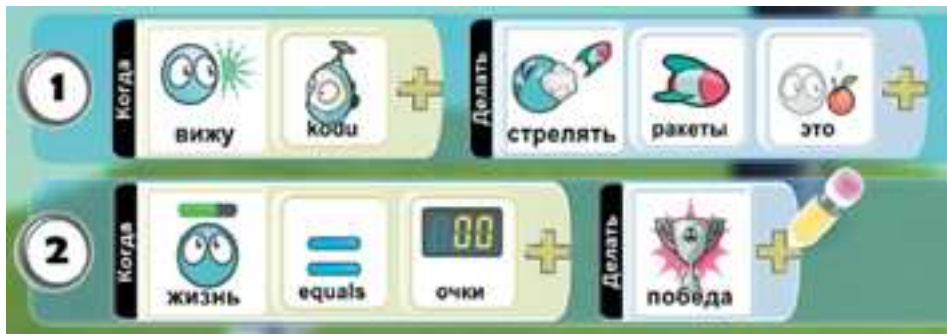 1
Когда
вижу
kodu
Делать
стрелять
ракеты
это
2
Когда
жизнь
equals
00
очки
Делать
победа